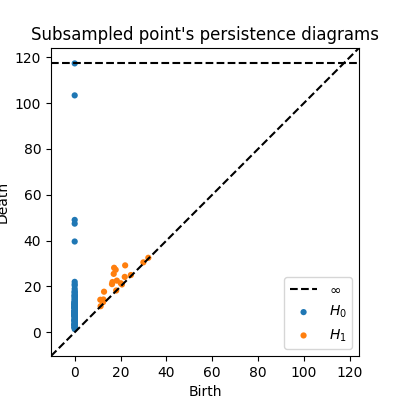 Subsampled point's persistence diagrams
120
100
80
60
40
20
0
Death
0 20 40 60 80 100 120
Birth
∞
H₀
H₁